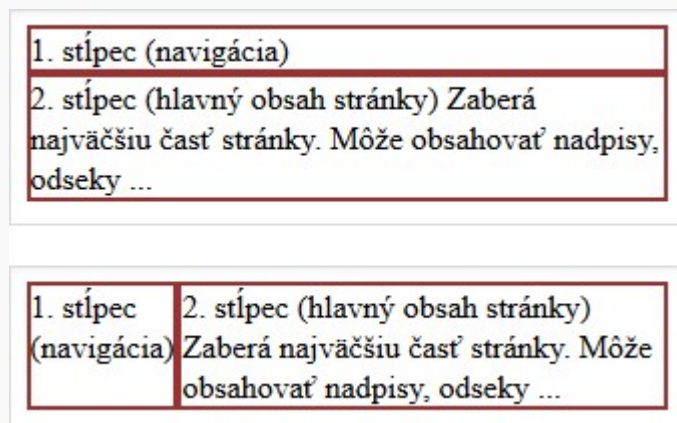 1. stĺpec (navigácia)
2. stĺpec (hlavný obsah stránky) Zaberá
najväčšiu časť stránky. Môže obsahovať nadpisy,
odseky ...
1. stĺpec
(navigácia)
2. stĺpec (hlavný obsah stránky)
Zaberá najväčšiu časť stránky. Môže
obsahovať nadpisy, odseky ...